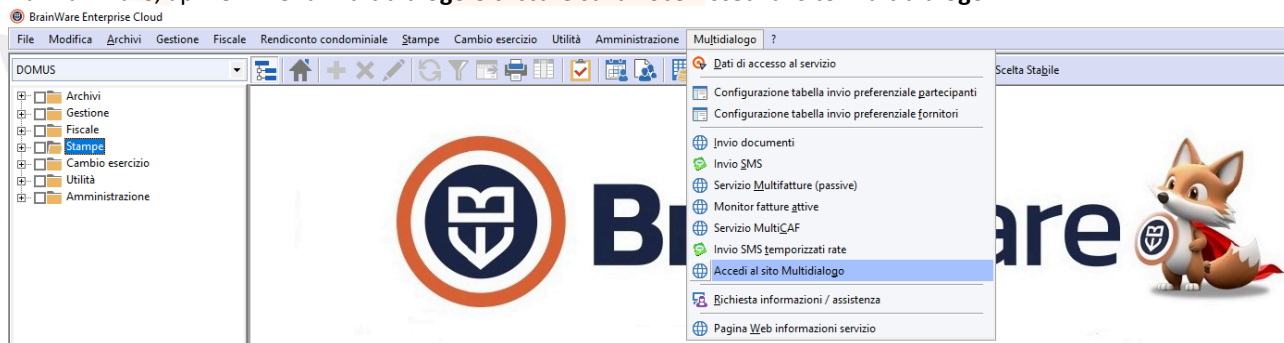 BrainWare Enterprise Cloud
File Modifica Archivi Gestione Fiscale Rendiconto condominiale Stampe Cambio esercizio Utilità Amministrazione Multidialogo ?
DOMUS
Scelta Stabile
Archivi
Gestione
Fiscale
Stampe
Cambio esercizio
Utilità
Amministrazione
Dati di accesso al servizio
Configurazione tabella invio preferenziale partecipanti
Configurazione tabella invio preferenziale fornitori
Invio documenti
Invio SMS
Servizio Multifatture (passive)
Monitor fatture attive
Servizio MultiCAF
Invio SMS temporizzati rate
Accedi al sito Multidialogo
Richiesta informazioni / assistenza
Pagina Web informazioni servizio
B
are